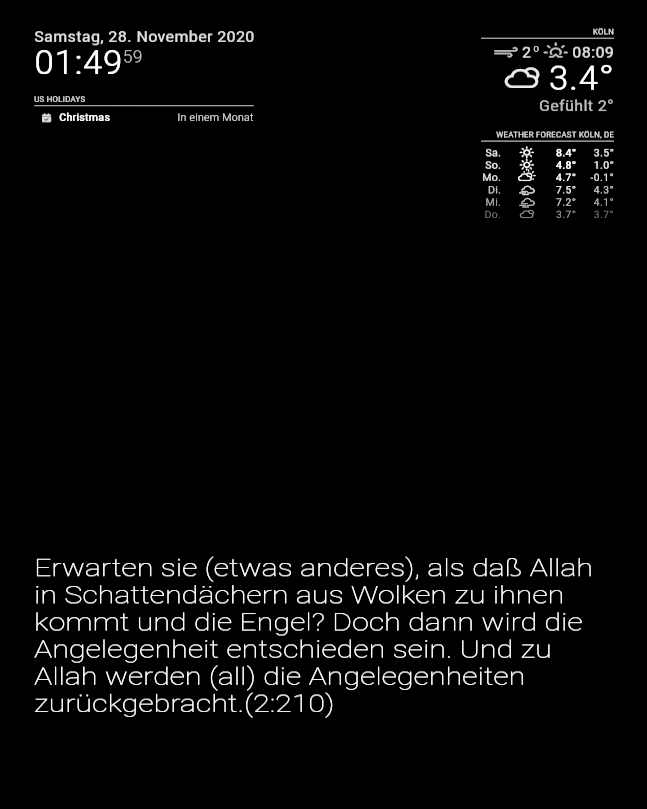 Samstag, 28. November 2020
01:49 59
US HOLIDAYS
Christmas In einem Monat
KÖLN
2° 08:09
3.4°
Gefühlt 2°
WEATHER FORECAST KÖLN, DE
Sa. 8.4° 3.5°
So. 4.8° 1.0°
Mo. 4.7° -0.1°
Di. 7.5° 4.3°
Mi. 7.2° 4.1°
Do. 3.7° 3.7°
Erwarten sie (etwas anderes), als daß Allah
in Schattendächern aus Wolken zu ihnen
kommt und die Engel? Doch dann wird die
Angelegenheit entschieden sein. Und zu
Allah werden (all) die Angelegenheiten
zurückgebracht.(2:210)